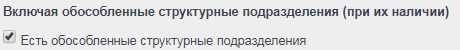 Включая обособленные структурные подразделения (при их наличии)
Есть обособленные структурные подразделения